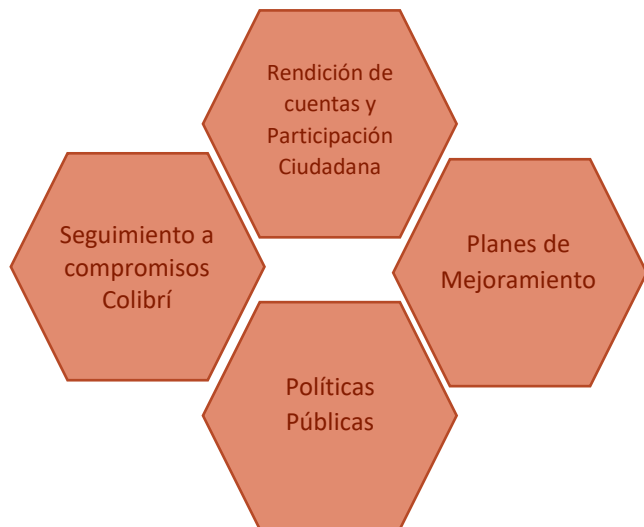 Rendición de
cuentas y
Participación
Ciudadana
Seguimiento a
compromisos
Colibrí
Planes de
Mejoramiento
Políticas
Públicas